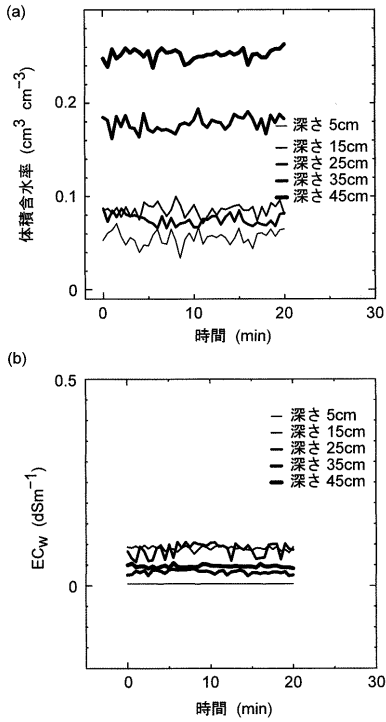 (a)
体積含水率 (cm³ cm⁻³)
0.2
0.1
0
深さ 5cm
深さ 15cm
深さ 25cm
深さ 35cm
深さ 45cm
0 10 20 30
時間 (min)
(b)
ECw (dSm⁻¹)
0.5
0
深さ 5cm
深さ 15cm
深さ 25cm
深さ 35cm
深さ 45cm
0 10 20 30
時間 (min)